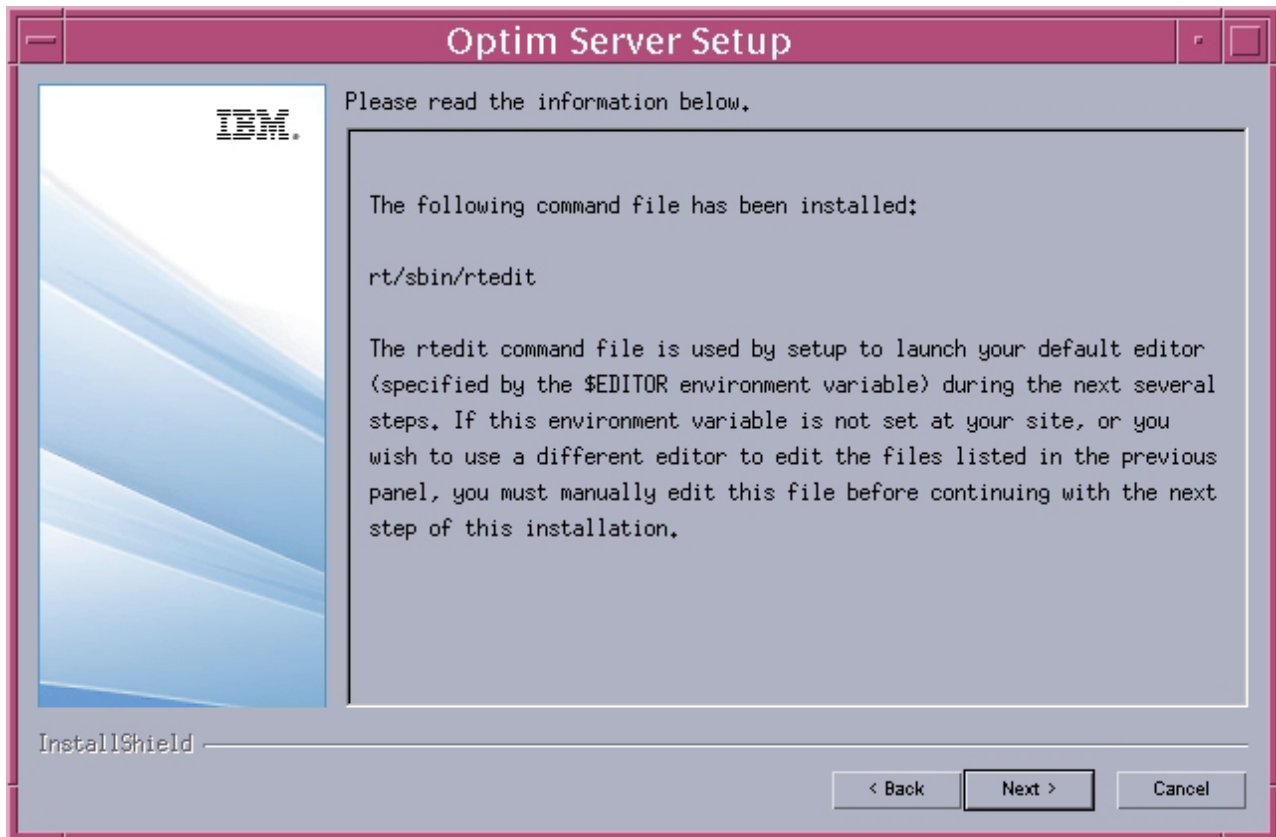 Optim Server Setup
IBM.
Please read the information below.
The following command file has been installed:
rt/sbin/rtedit
The rtedit command file is used by setup to launch your default editor
(specified by the $EDITOR environment variable) during the next several
steps. If this environment variable is not set at your site, or you
wish to use a different editor to edit the files listed in the previous
panel, you must manually edit this file before continuing with the next
step of this installation.
InstallShield
< Back
Next >
Cancel